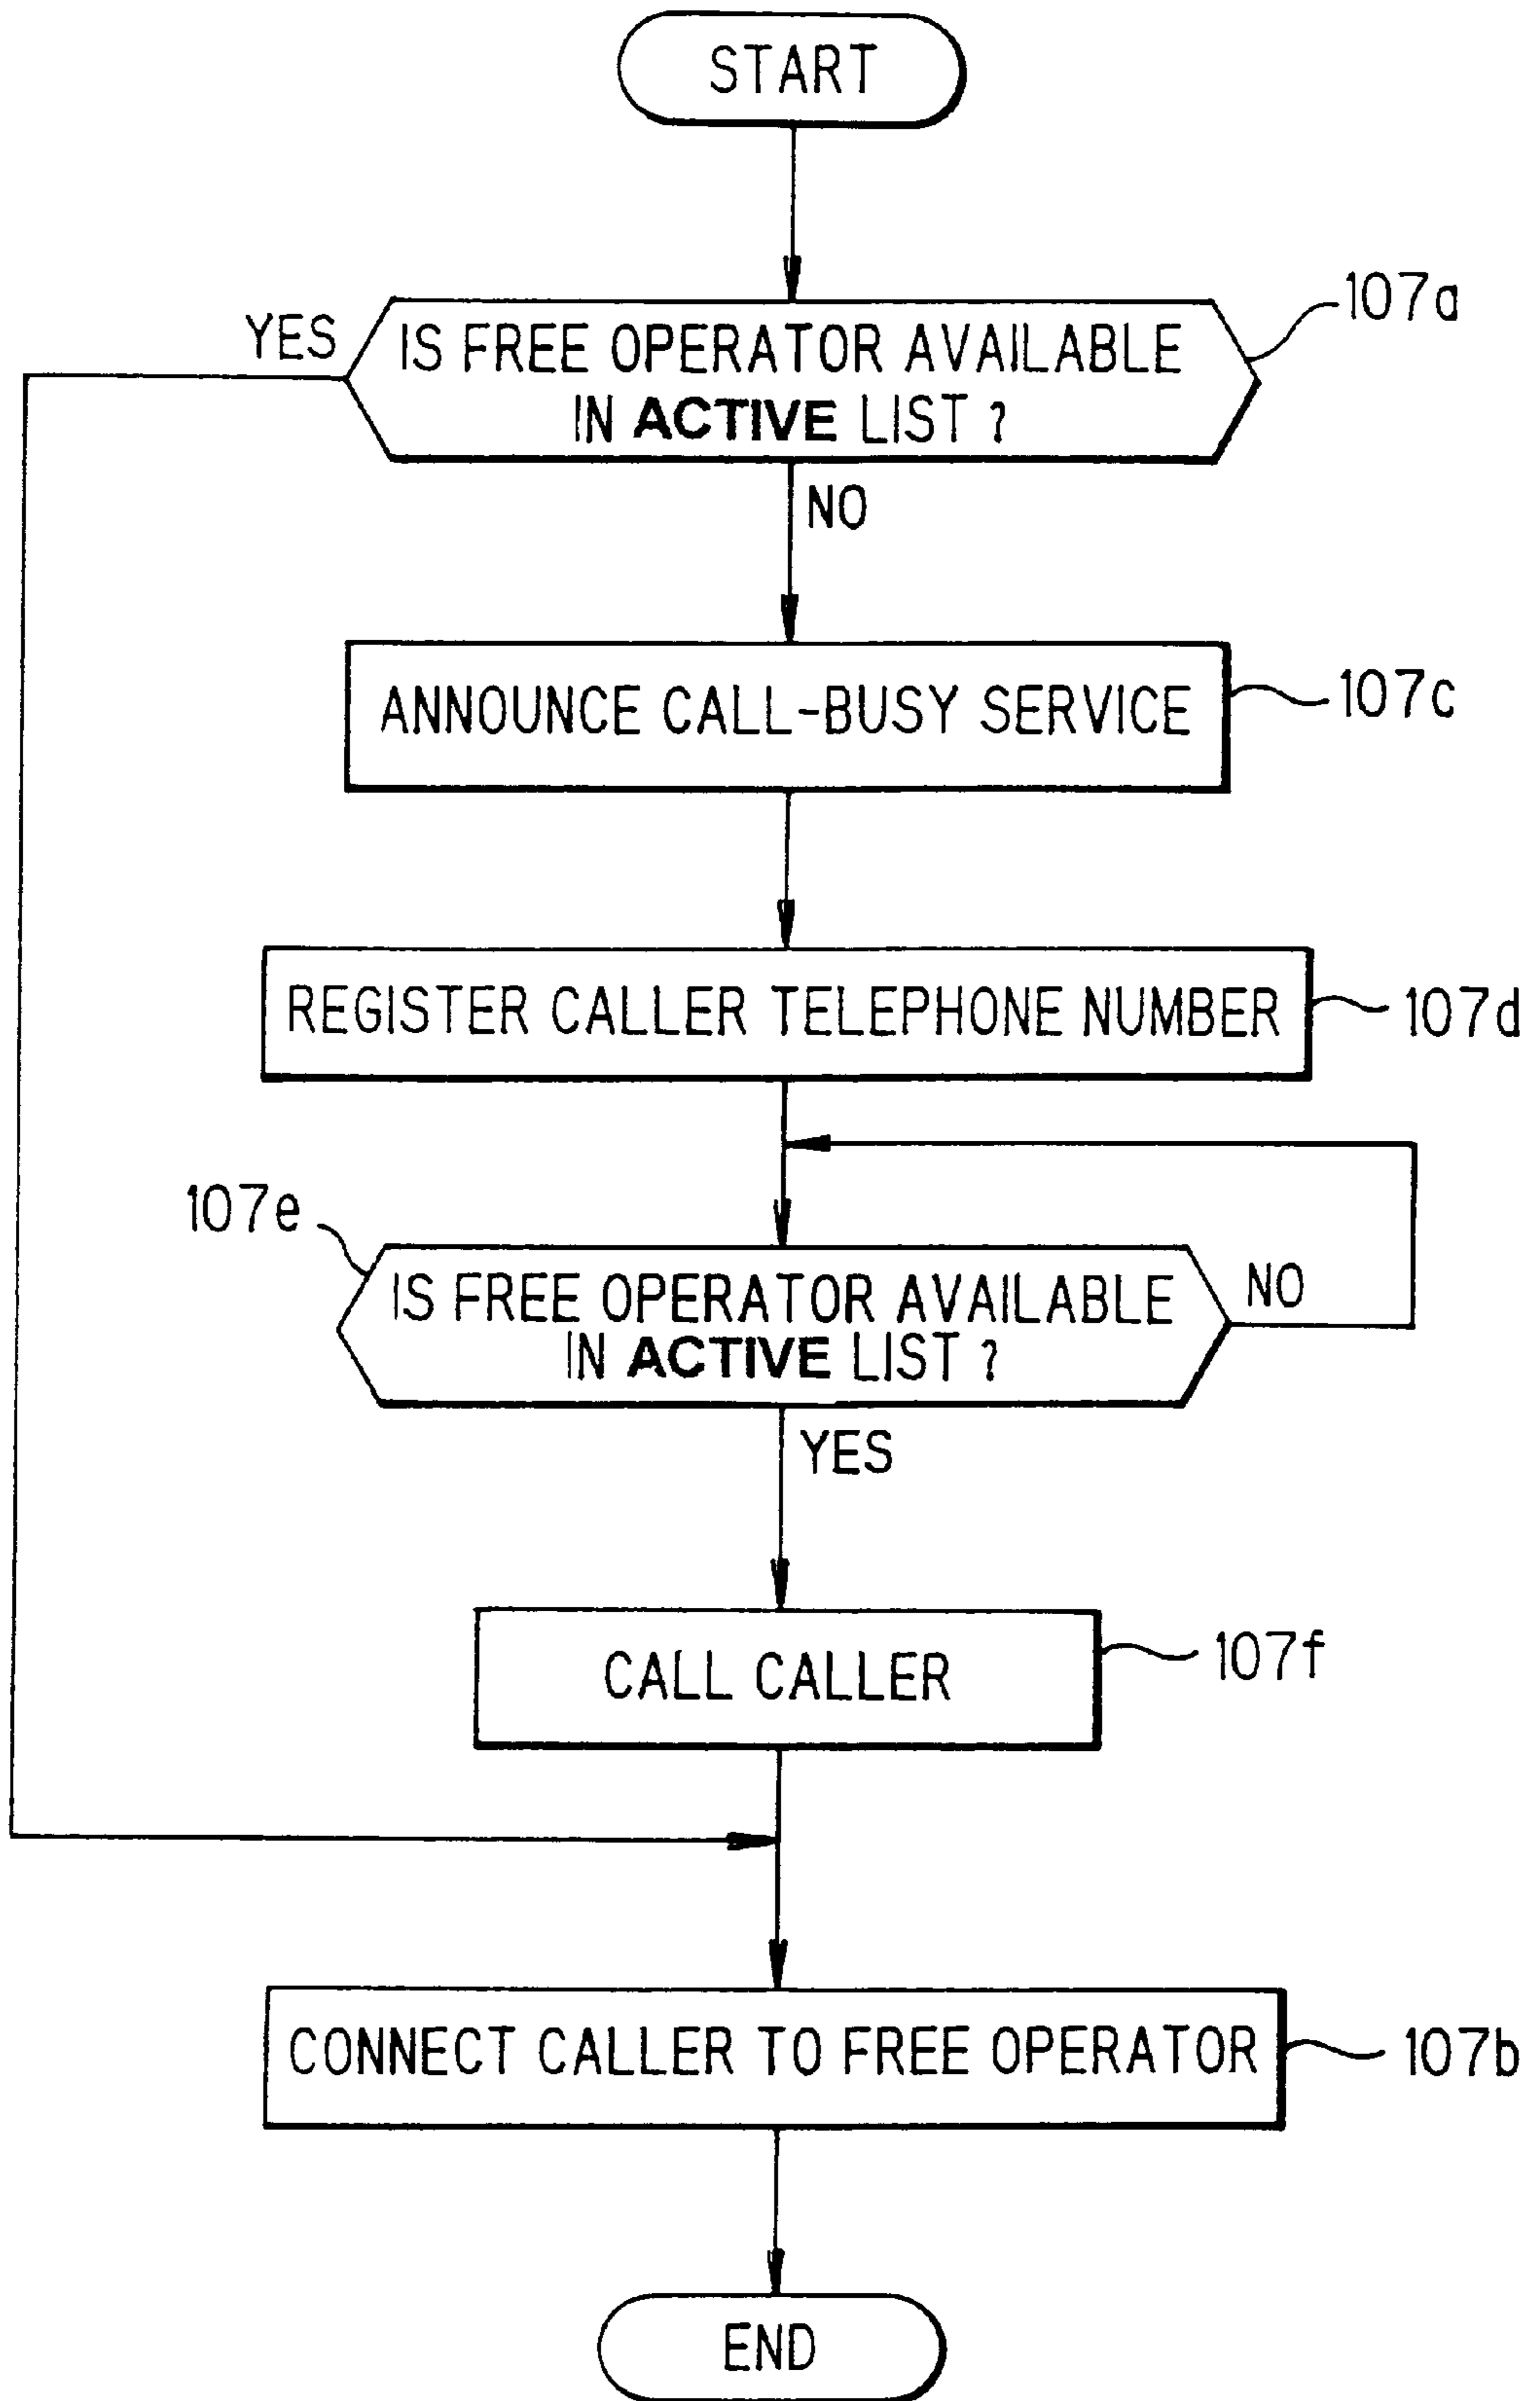 START
107a
YES
IS FREE OPERATOR AVAILABLE
IN ACTIVE LIST ?
NO
ANNOUNCE CALL-BUSY SERVICE
107c
REGISTER CALLER TELEPHONE NUMBER
107d
107e
IS FREE OPERATOR AVAILABLE
IN ACTIVE LIST ?
NO
YES
CALL CALLER
107f
CONNECT CALLER TO FREE OPERATOR
107b
END